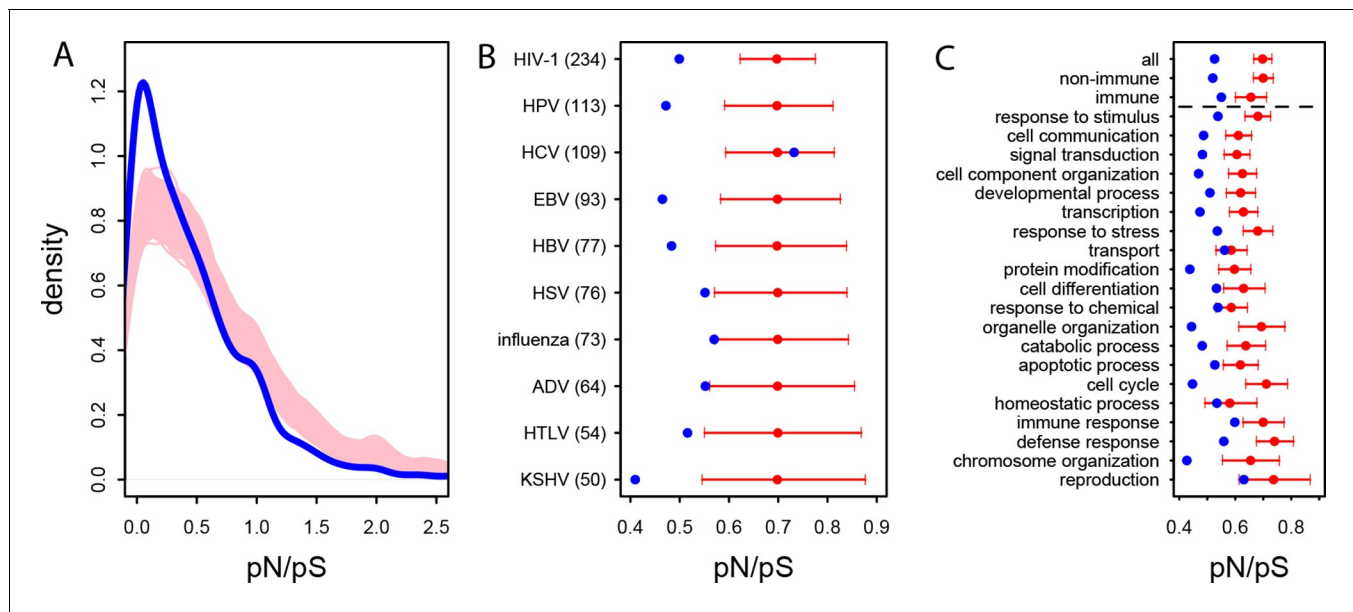 A
density
0.0 0.2 0.4 0.6 0.8 1.0 1.2
0.0 0.5 1.0 1.5 2.0 2.5
pN/pS
B
HIV-1 (234)
HPV (113)
HCV (109)
EBV (93)
HBV (77)
HSV (76)
influenza (73)
ADV (64)
HTLV (54)
KSHV (50)
0.4 0.5 0.6 0.7 0.8 0.9
pN/pS
C
all
non-immune
immune
response to stimulus
cell communication
signal transduction
cell component organization
developmental process
transcription
response to stress
transport
protein modification
cell differentiation
response to chemical
organelle organization
catabolic process
apoptotic process
cell cycle
homeostatic process
immune response
defense response
chromosome organization
reproduction
0.4 0.6 0.8
pN/pS